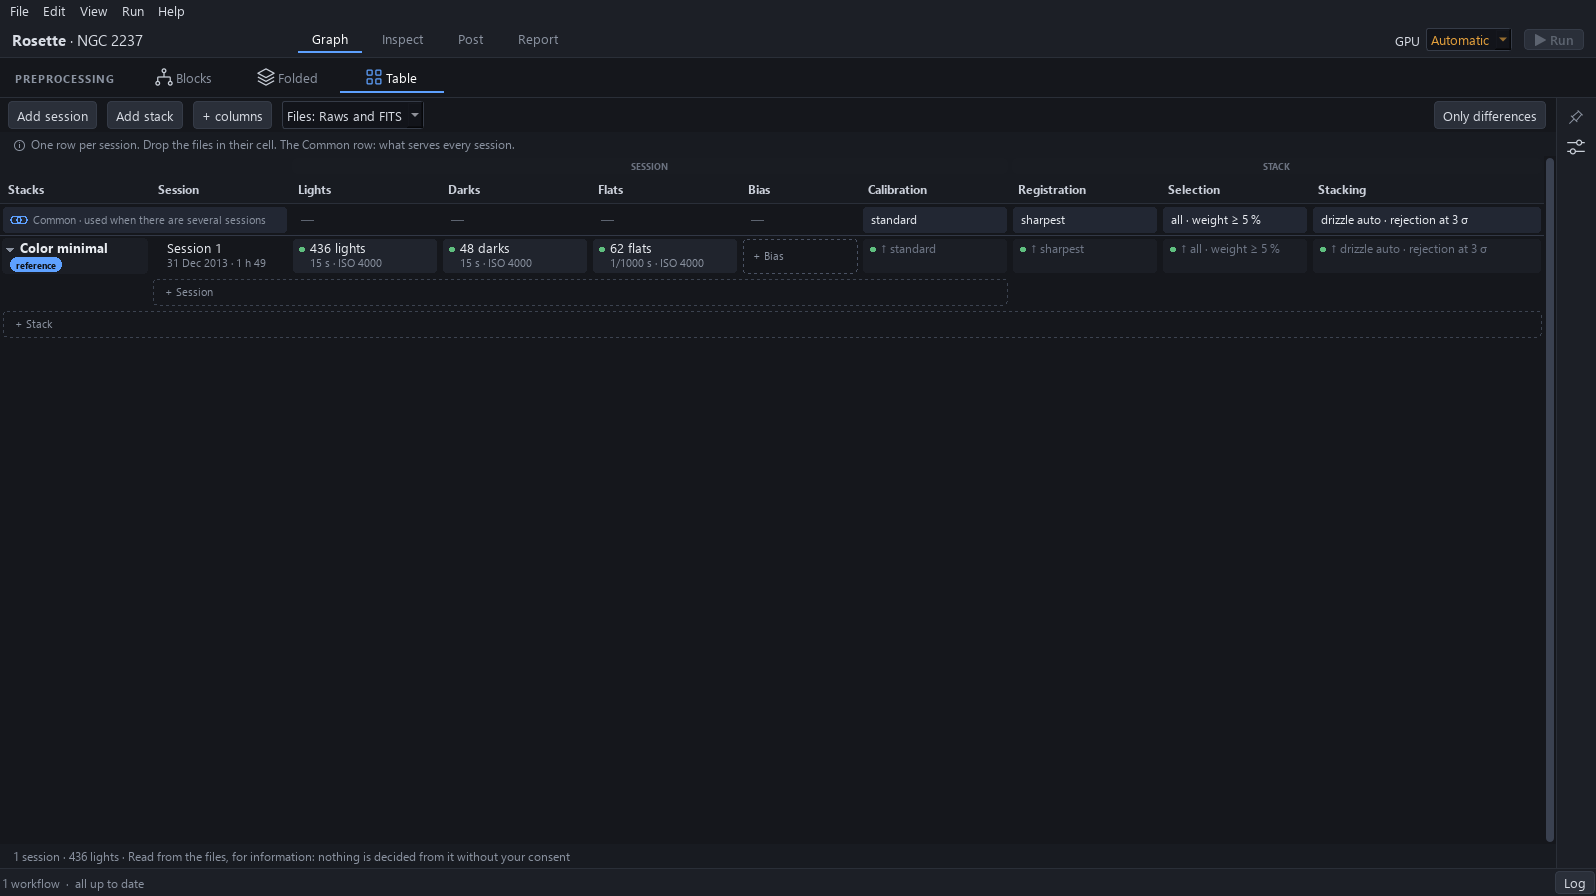 File Edit View Run Help
Rosette · NGC 2237 Graph Inspect Post Report GPU Automatic Run
PREPROCESSING Blocks Folded Table
Add session Add stack + columns Files: Raws and FITS Only differences
One row per session. Drop the files in their cell. The Common row: what serves every session.
SESSION STACK
Stacks Session Lights Darks Flats Bias Calibration Registration Selection Stacking
Common · used when there are several sessions — — — — standard sharpest all · weight ≥ 5 % drizzle auto · rejection at 3 σ
Color minimal Session 1 436 lights 48 darks 62 flats + Bias ↑ standard ↑ sharpest ↑ all · weight ≥ 5 % ↑ drizzle auto · rejection at 3 σ
reference 31 Dec 2013 · 1 h 49 15 s · ISO 4000 15 s · ISO 4000 1/1000 s · ISO 4000
+ Session
+ Stack
1 session · 436 lights · Read from the files, for information: nothing is decided from it without your consent
1 workflow · all up to date Log